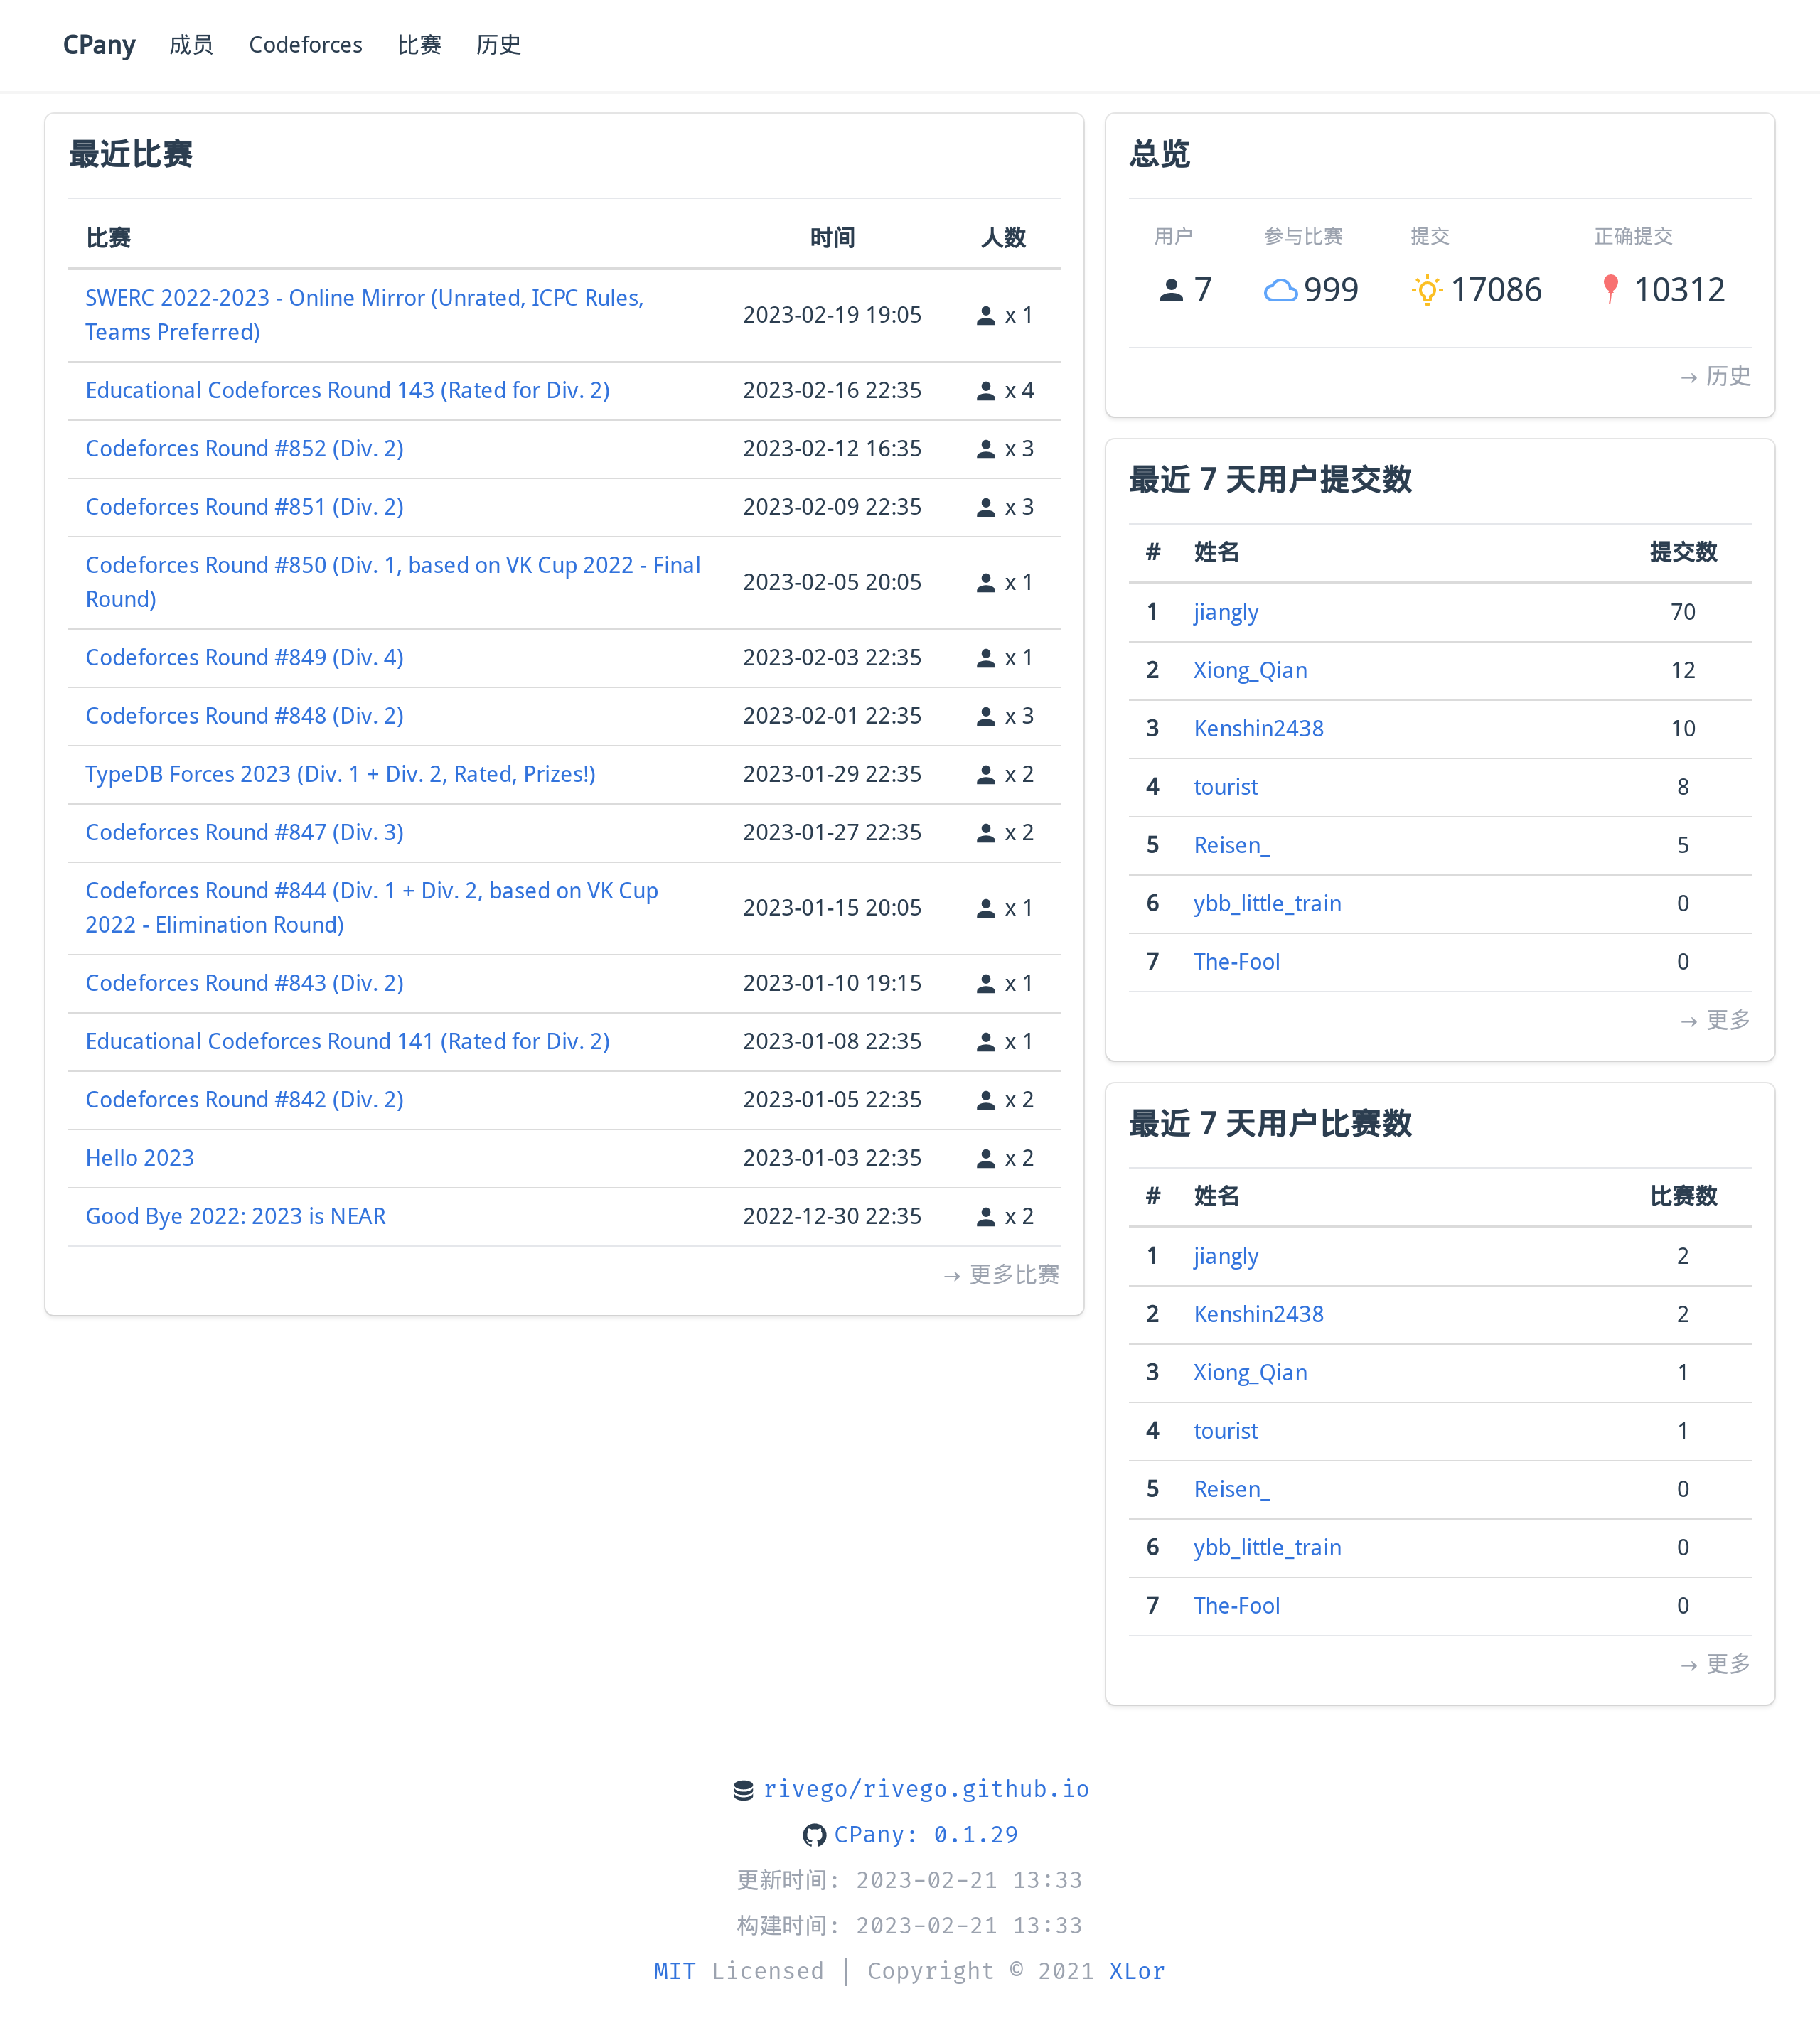 CPany 成员 Codeforces 比赛 历史
最近比赛
比赛 时间 人数
SWERC 2022-2023 - Online Mirror (Unrated, ICPC Rules,
Teams Preferred) 2023-02-19 19:05 x 1
Educational Codeforces Round 143 (Rated for Div. 2) 2023-02-16 22:35 x 4
Codeforces Round #852 (Div. 2) 2023-02-12 16:35 x 3
Codeforces Round #851 (Div. 2) 2023-02-09 22:35 x 3
Codeforces Round #850 (Div. 1, based on VK Cup 2022 - Final
Round) 2023-02-05 20:05 x 1
Codeforces Round #849 (Div. 4) 2023-02-03 22:35 x 1
Codeforces Round #848 (Div. 2) 2023-02-01 22:35 x 3
TypeDB Forces 2023 (Div. 1 + Div. 2, Rated, Prizes!) 2023-01-29 22:35 x 2
Codeforces Round #847 (Div. 3) 2023-01-27 22:35 x 2
Codeforces Round #844 (Div. 1 + Div. 2, based on VK Cup
2022 - Elimination Round) 2023-01-15 20:05 x 1
Codeforces Round #843 (Div. 2) 2023-01-10 19:15 x 1
Educational Codeforces Round 141 (Rated for Div. 2) 2023-01-08 22:35 x 1
Codeforces Round #842 (Div. 2) 2023-01-05 22:35 x 2
Hello 2023 2023-01-03 22:35 x 2
Good Bye 2022: 2023 is NEAR 2022-12-30 22:35 x 2
→ 更多比赛
总览
用户 参与比赛 提交 正确提交
7 999 17086 10312
→ 历史
最近 7 天用户提交数
# 姓名 提交数
1 jiangly 70
2 Xiong_Qian 12
3 Kenshin2438 10
4 tourist 8
5 Reisen_ 5
6 ybb_little_train 0
7 The-Fool 0
→ 更多
最近 7 天用户比赛数
# 姓名 比赛数
1 jiangly 2
2 Kenshin2438 2
3 Xiong_Qian 1
4 tourist 1
5 Reisen_ 0
6 ybb_little_train 0
7 The-Fool 0
→ 更多
rivego/rivego.github.io
CPany: 0.1.29
更新时间: 2023-02-21 13:33
构建时间: 2023-02-21 13:33
MIT Licensed | Copyright © 2021 XLor